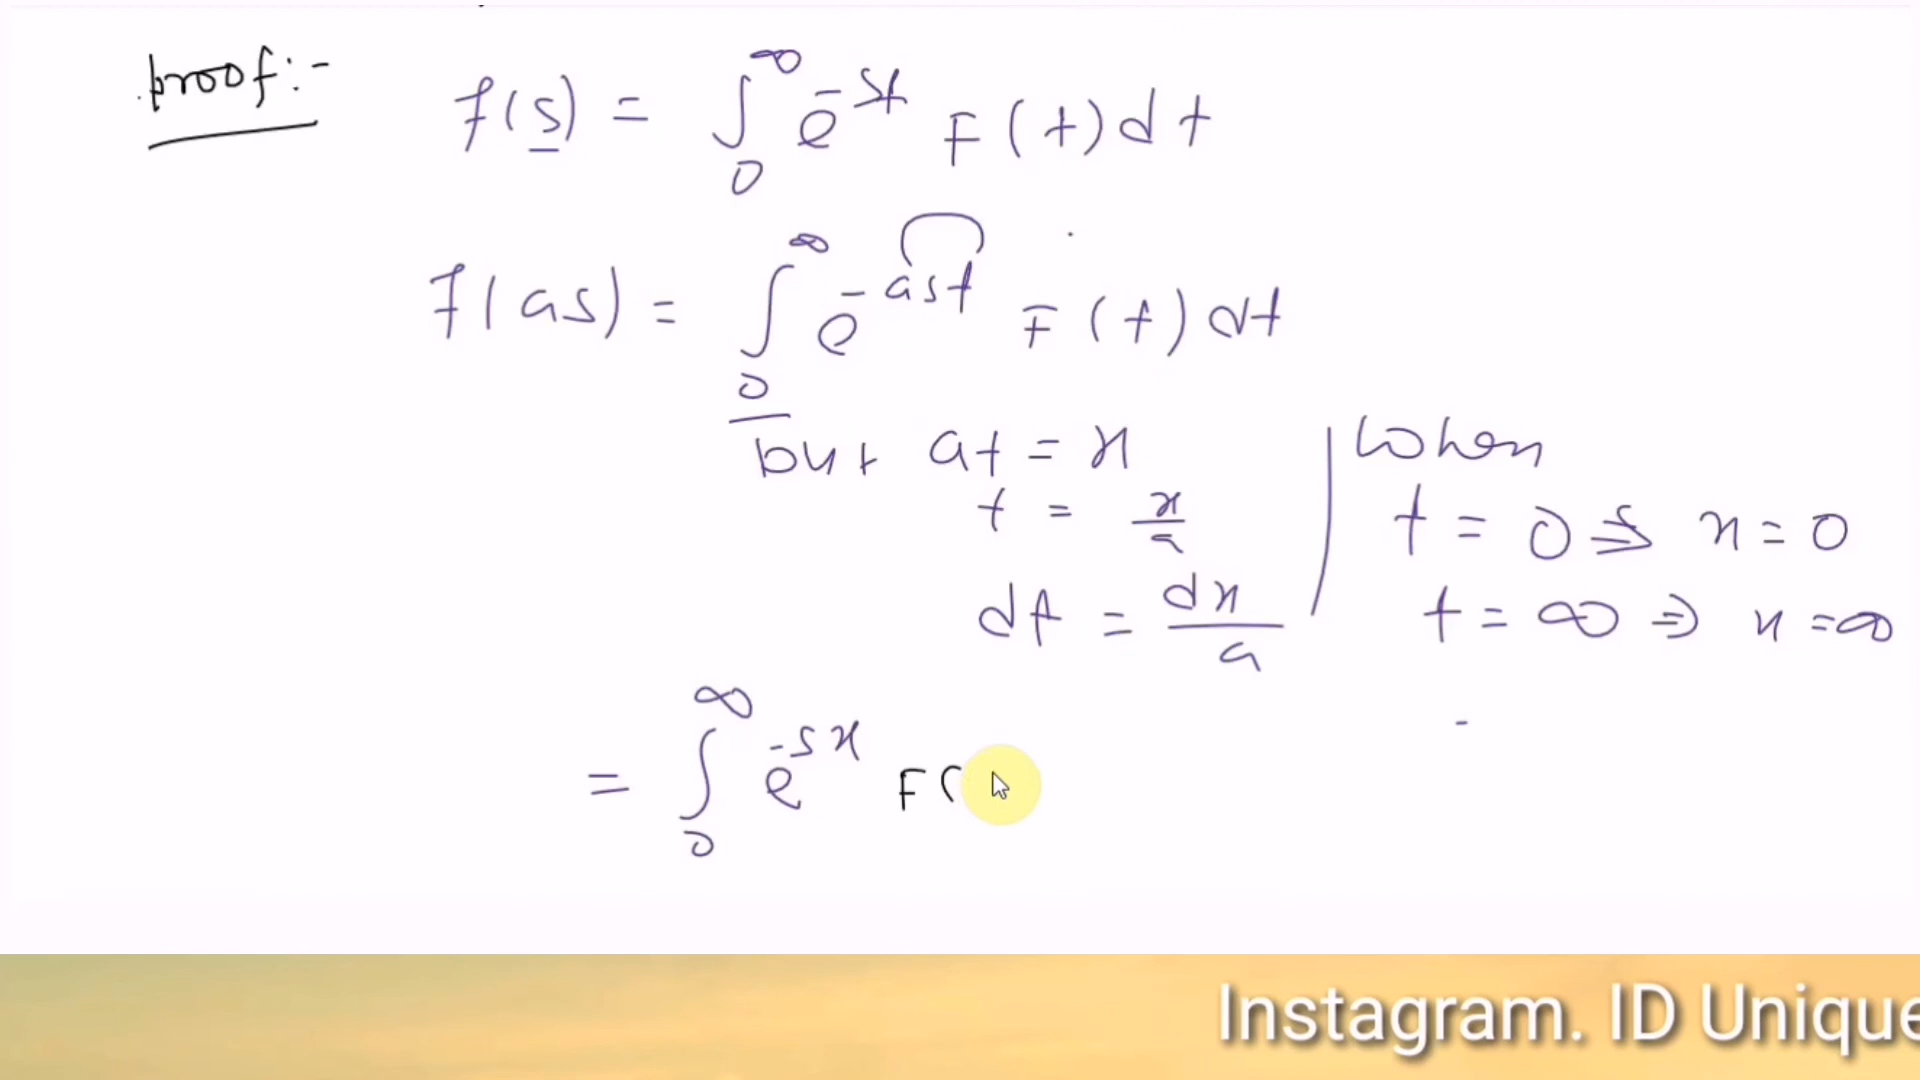 proof:-
f(s) = ∫₀^∞ e^{-st} F(t)dt
f(as) = ∫₀^∞ e^{-ast} F(t)dt
put at = x
t = x/a
dt = dx/a
When
t = 0 ⇒ x = 0
t = ∞ ⇒ x = ∞
= ∫₀^∞ e^{-sx} F(
Instagram. ID Unique